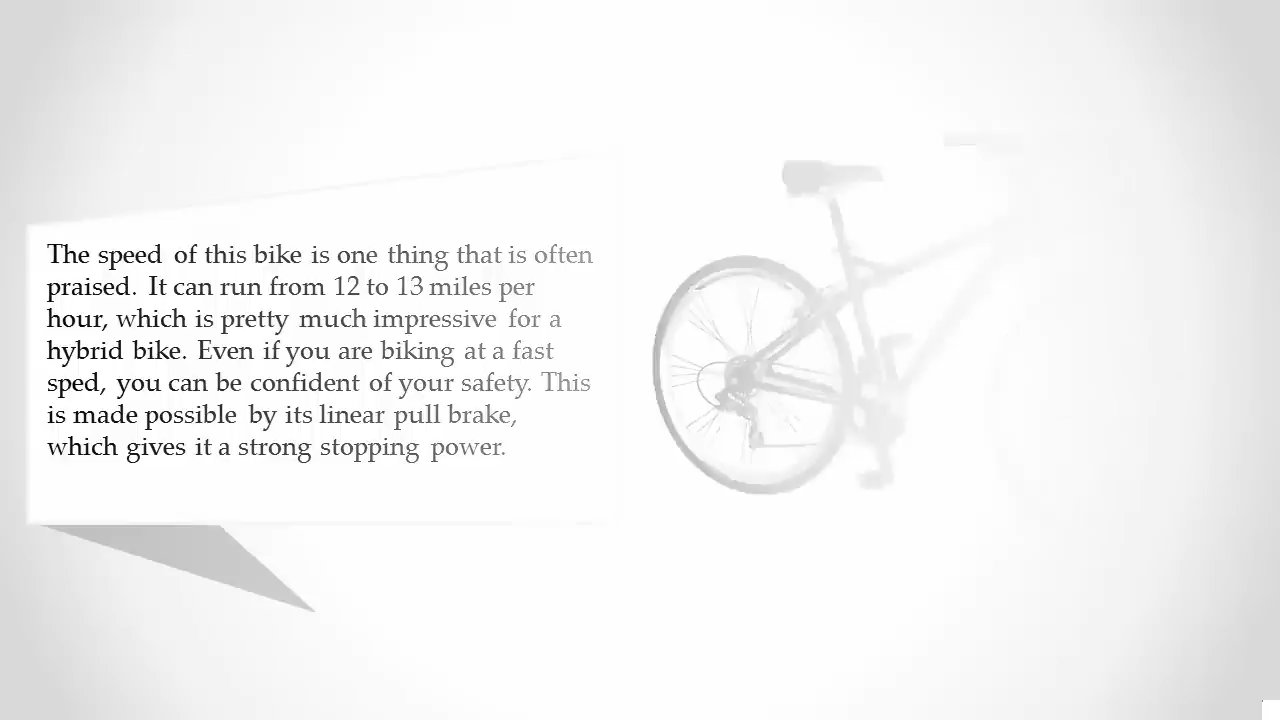 The speed of this bike is one thing that is often
praised. It can run from 12 to 13 miles per
hour, which is pretty much impressive for a
hybrid bike. Even if you are biking at a fast
sped, you can be confident of your safety. This
is made possible by its linear pull brake,
which gives it a strong stopping power.